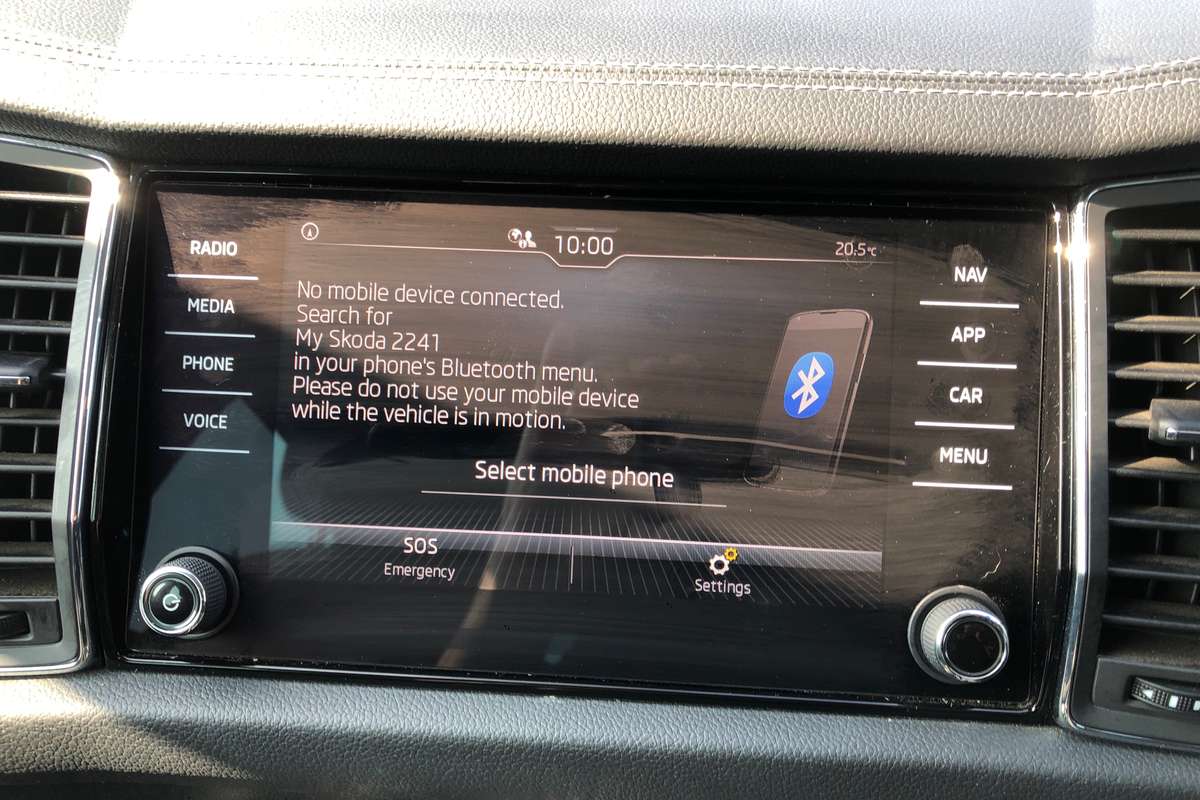 RADIO
MEDIA
PHONE
VOICE
10:00
20.5°C
No mobile device connected.
Search for
My Skoda 2241
in your phone's Bluetooth menu.
Please do not use your mobile device
while the vehicle is in motion.
Select mobile phone
SOS
Emergency
Settings
NAV
APP
CAR
MENU